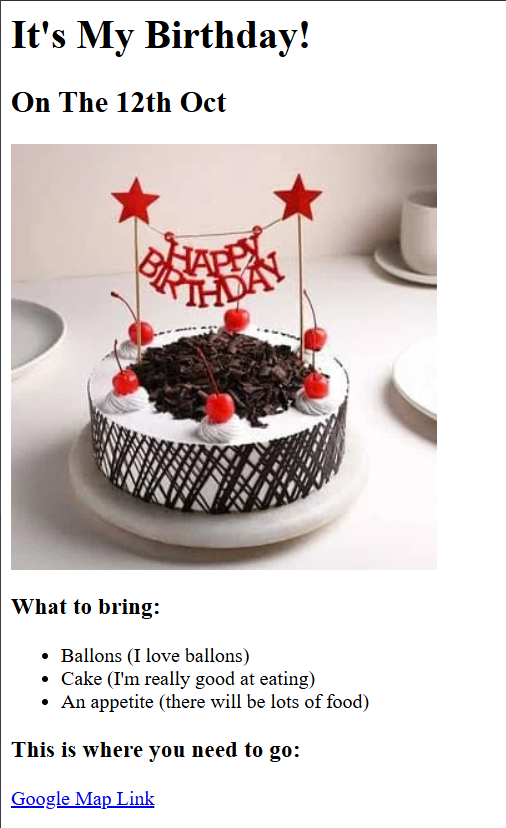 It's My Birthday!
On The 12th Oct
HAPPY
BIRTHDAY
What to bring:
Ballons (I love ballons)
Cake (I'm really good at eating)
An appetite (there will be lots of food)
This is where you need to go:
Google Map Link